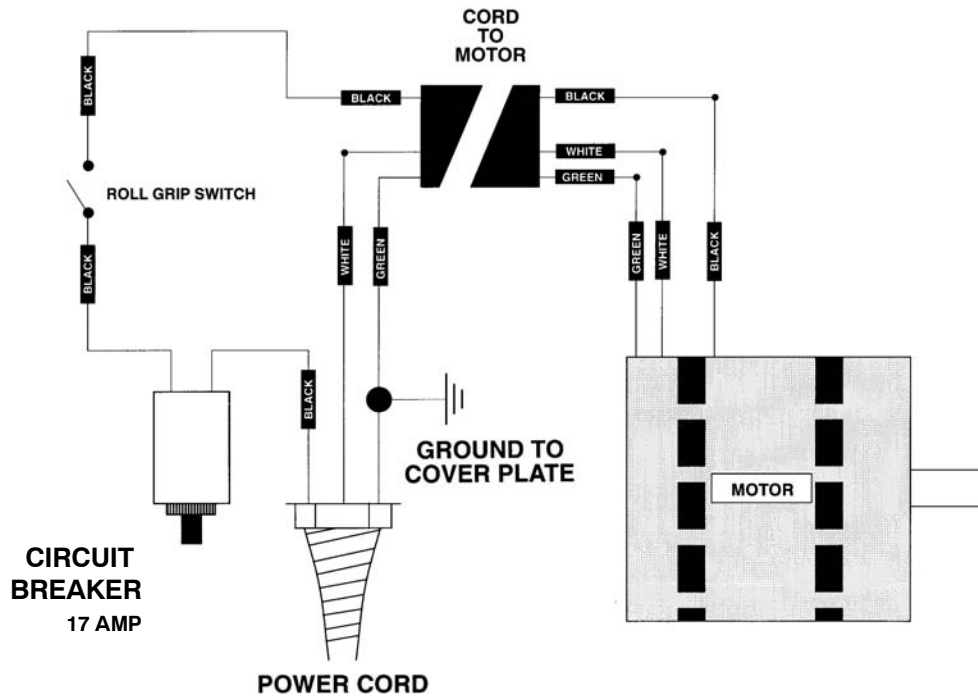 CORD
TO
MOTOR
BLACK
BLACK
BLACK
WHITE
GREEN
ROLL GRIP SWITCH
BLACK
WHITE
GREEN
GREEN
WHITE
BLACK
BLACK
GROUND TO
COVER PLATE
MOTOR
CIRCUIT
BREAKER
17 AMP
POWER CORD